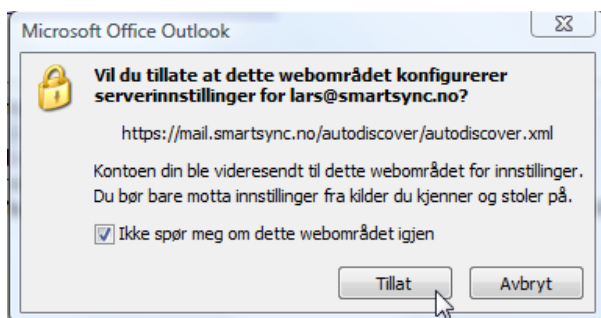 Microsoft Office Outlook
Vil du tillate at dette webområdet konfigurerer
serverinnstillinger for lars@smartsync.no?
https://mail.smartsync.no/autodiscover/autodiscover.xml
Kontoen din ble videresendt til dette webområdet for innstillinger.
Du bør bare motta innstillinger fra kilder du kjenner og stoler på.
Ikke spør meg om dette webområdet igjen
Tillat
Avbryt